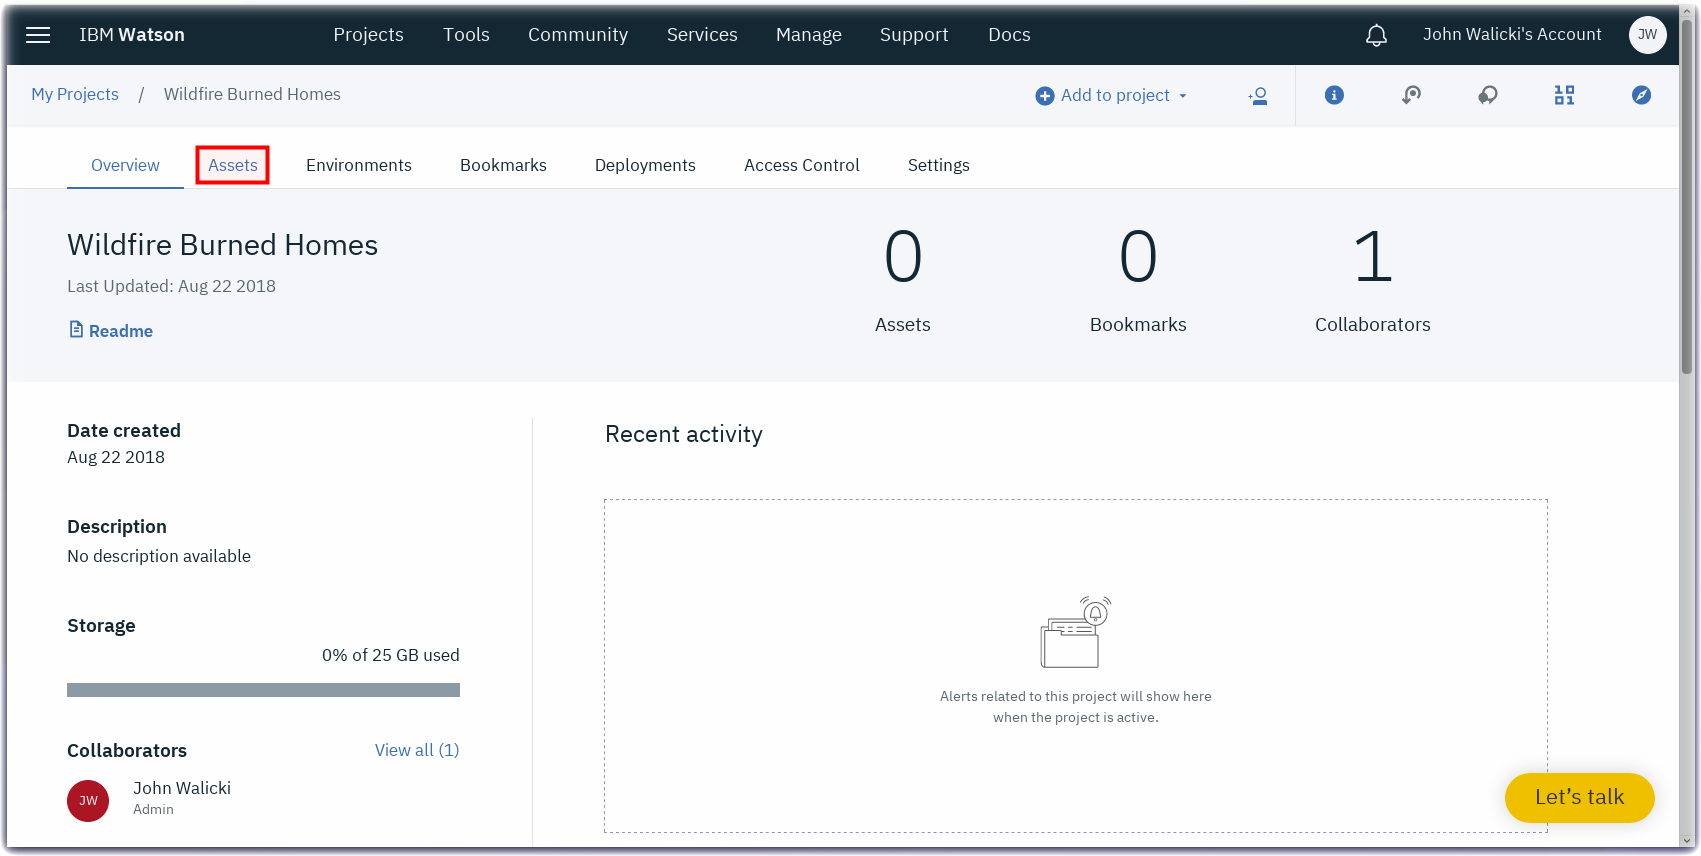 IBM Watson Projects Tools Community Services Manage Support Docs John Walicki's Account JW
My Projects / Wildfire Burned Homes Add to project
Overview Assets Environments Bookmarks Deployments Access Control Settings
Wildfire Burned Homes
Last Updated: Aug 22 2018
Readme
0 0 1
Assets Bookmarks Collaborators
Date created
Aug 22 2018
Description
No description available
Storage
0% of 25 GB used
Collaborators View all (1)
JW John Walicki
Admin
Recent activity
Alerts related to this project will show here
when the project is active.
Let's talk